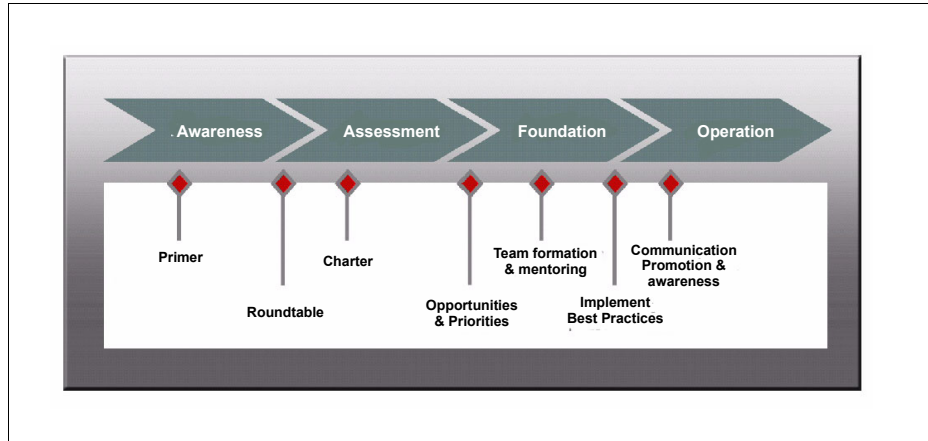 Awareness
Assessment
Foundation
Operation
Primer
Roundtable
Charter
Opportunities
& Priorities
Team formation
& mentoring
Implement
Best Practices
Communication
Promotion &
awareness